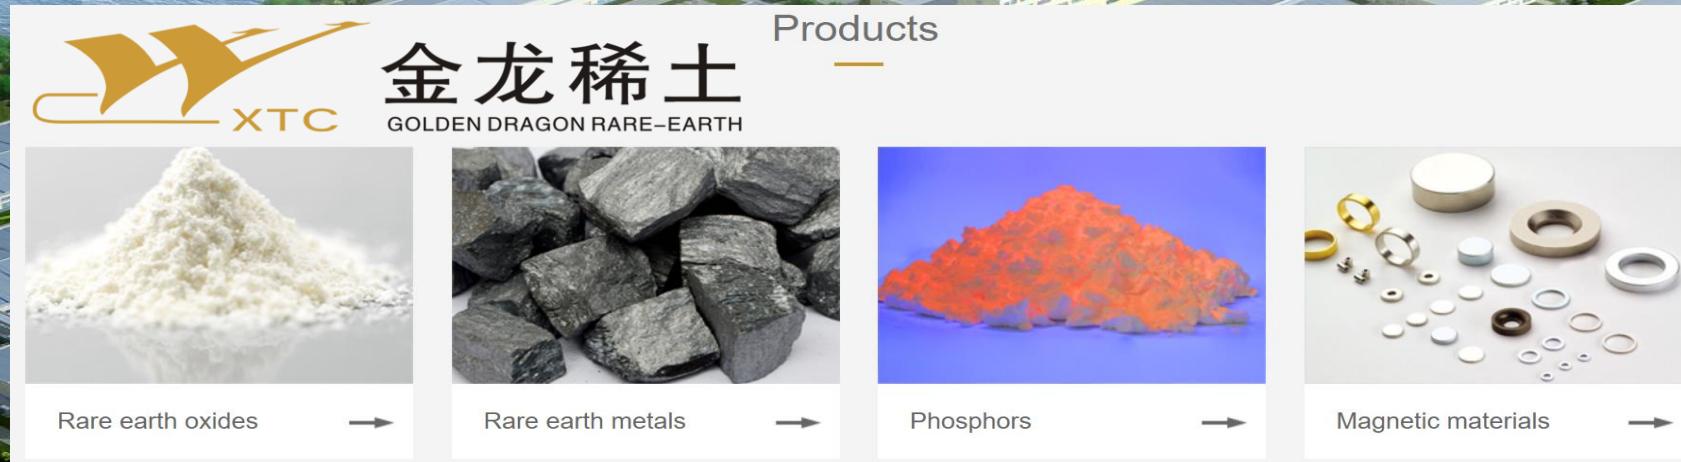 Products
金龙稀土
XTC
GOLDEN DRAGON RARE-EARTH
Rare earth oxides
Rare earth metals
Phosphors
Magnetic materials